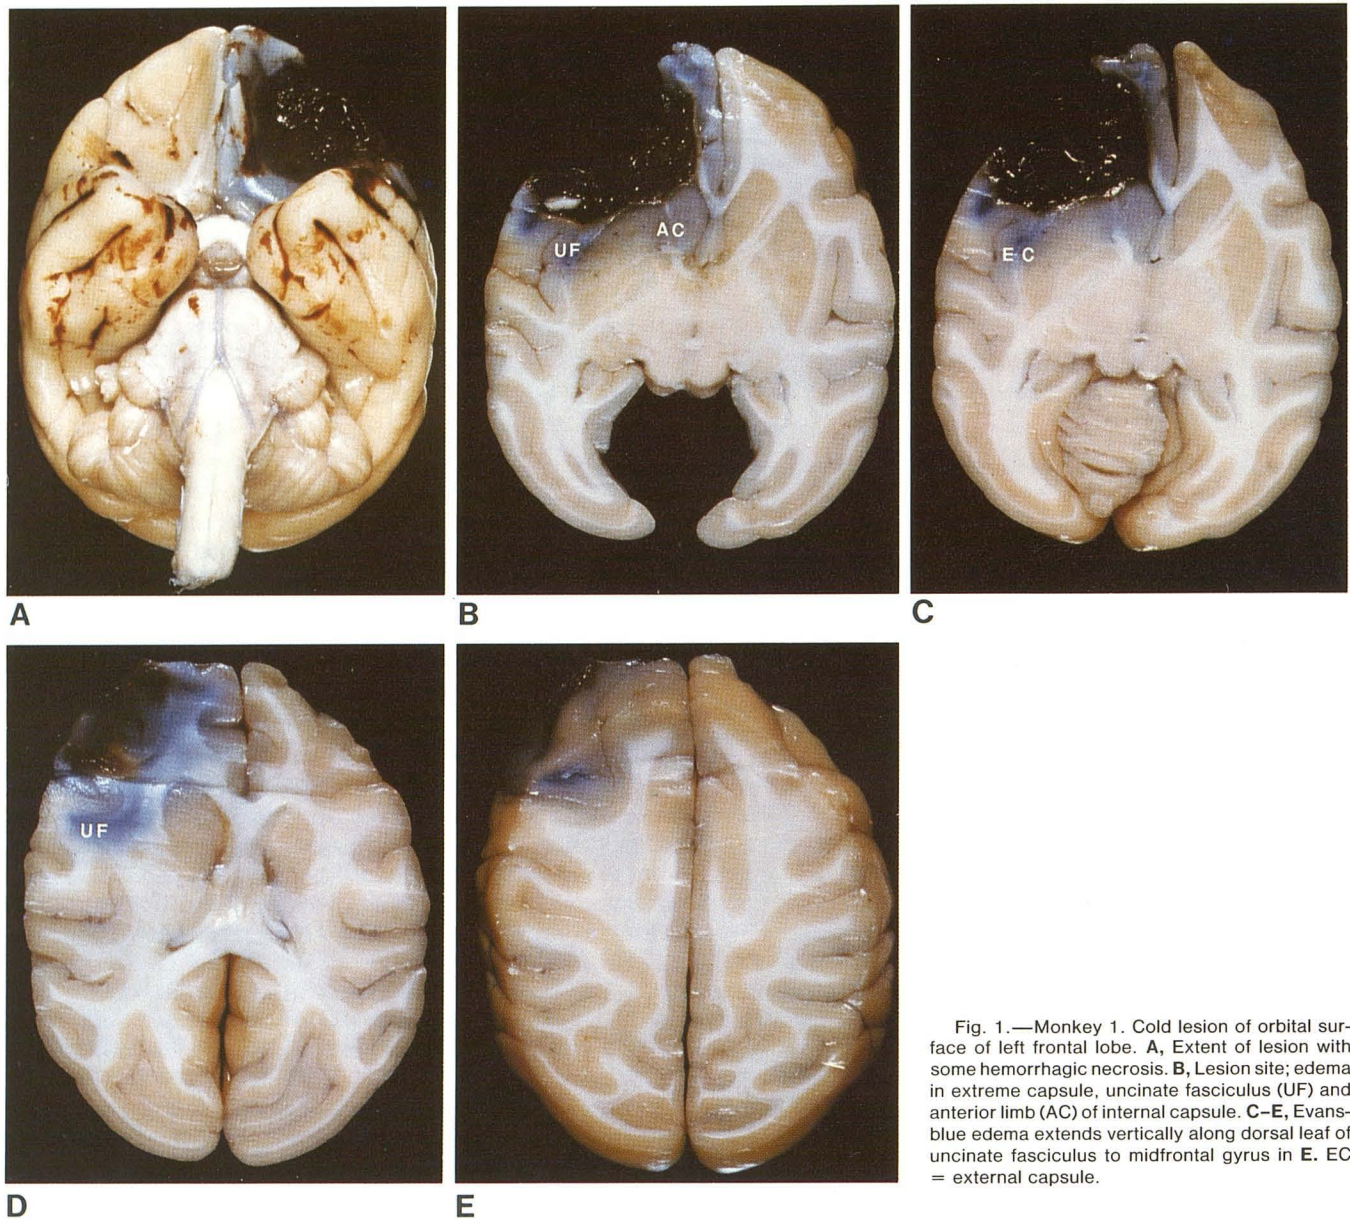 UF
AC
EC
A
B
C
UF
D
E
Fig. 1.—Monkey 1. Cold lesion of orbital sur-
face of left frontal lobe. A, Extent of lesion with
some hemorrhagic necrosis. B, Lesion site; edema
in extreme capsule, uncinate fasciculus (UF) and
anterior limb (AC) of internal capsule. C–E, Evans-
blue edema extends vertically along dorsal leaf of
uncinate fasciculus to midfrontal gyrus in E. EC
= external capsule.